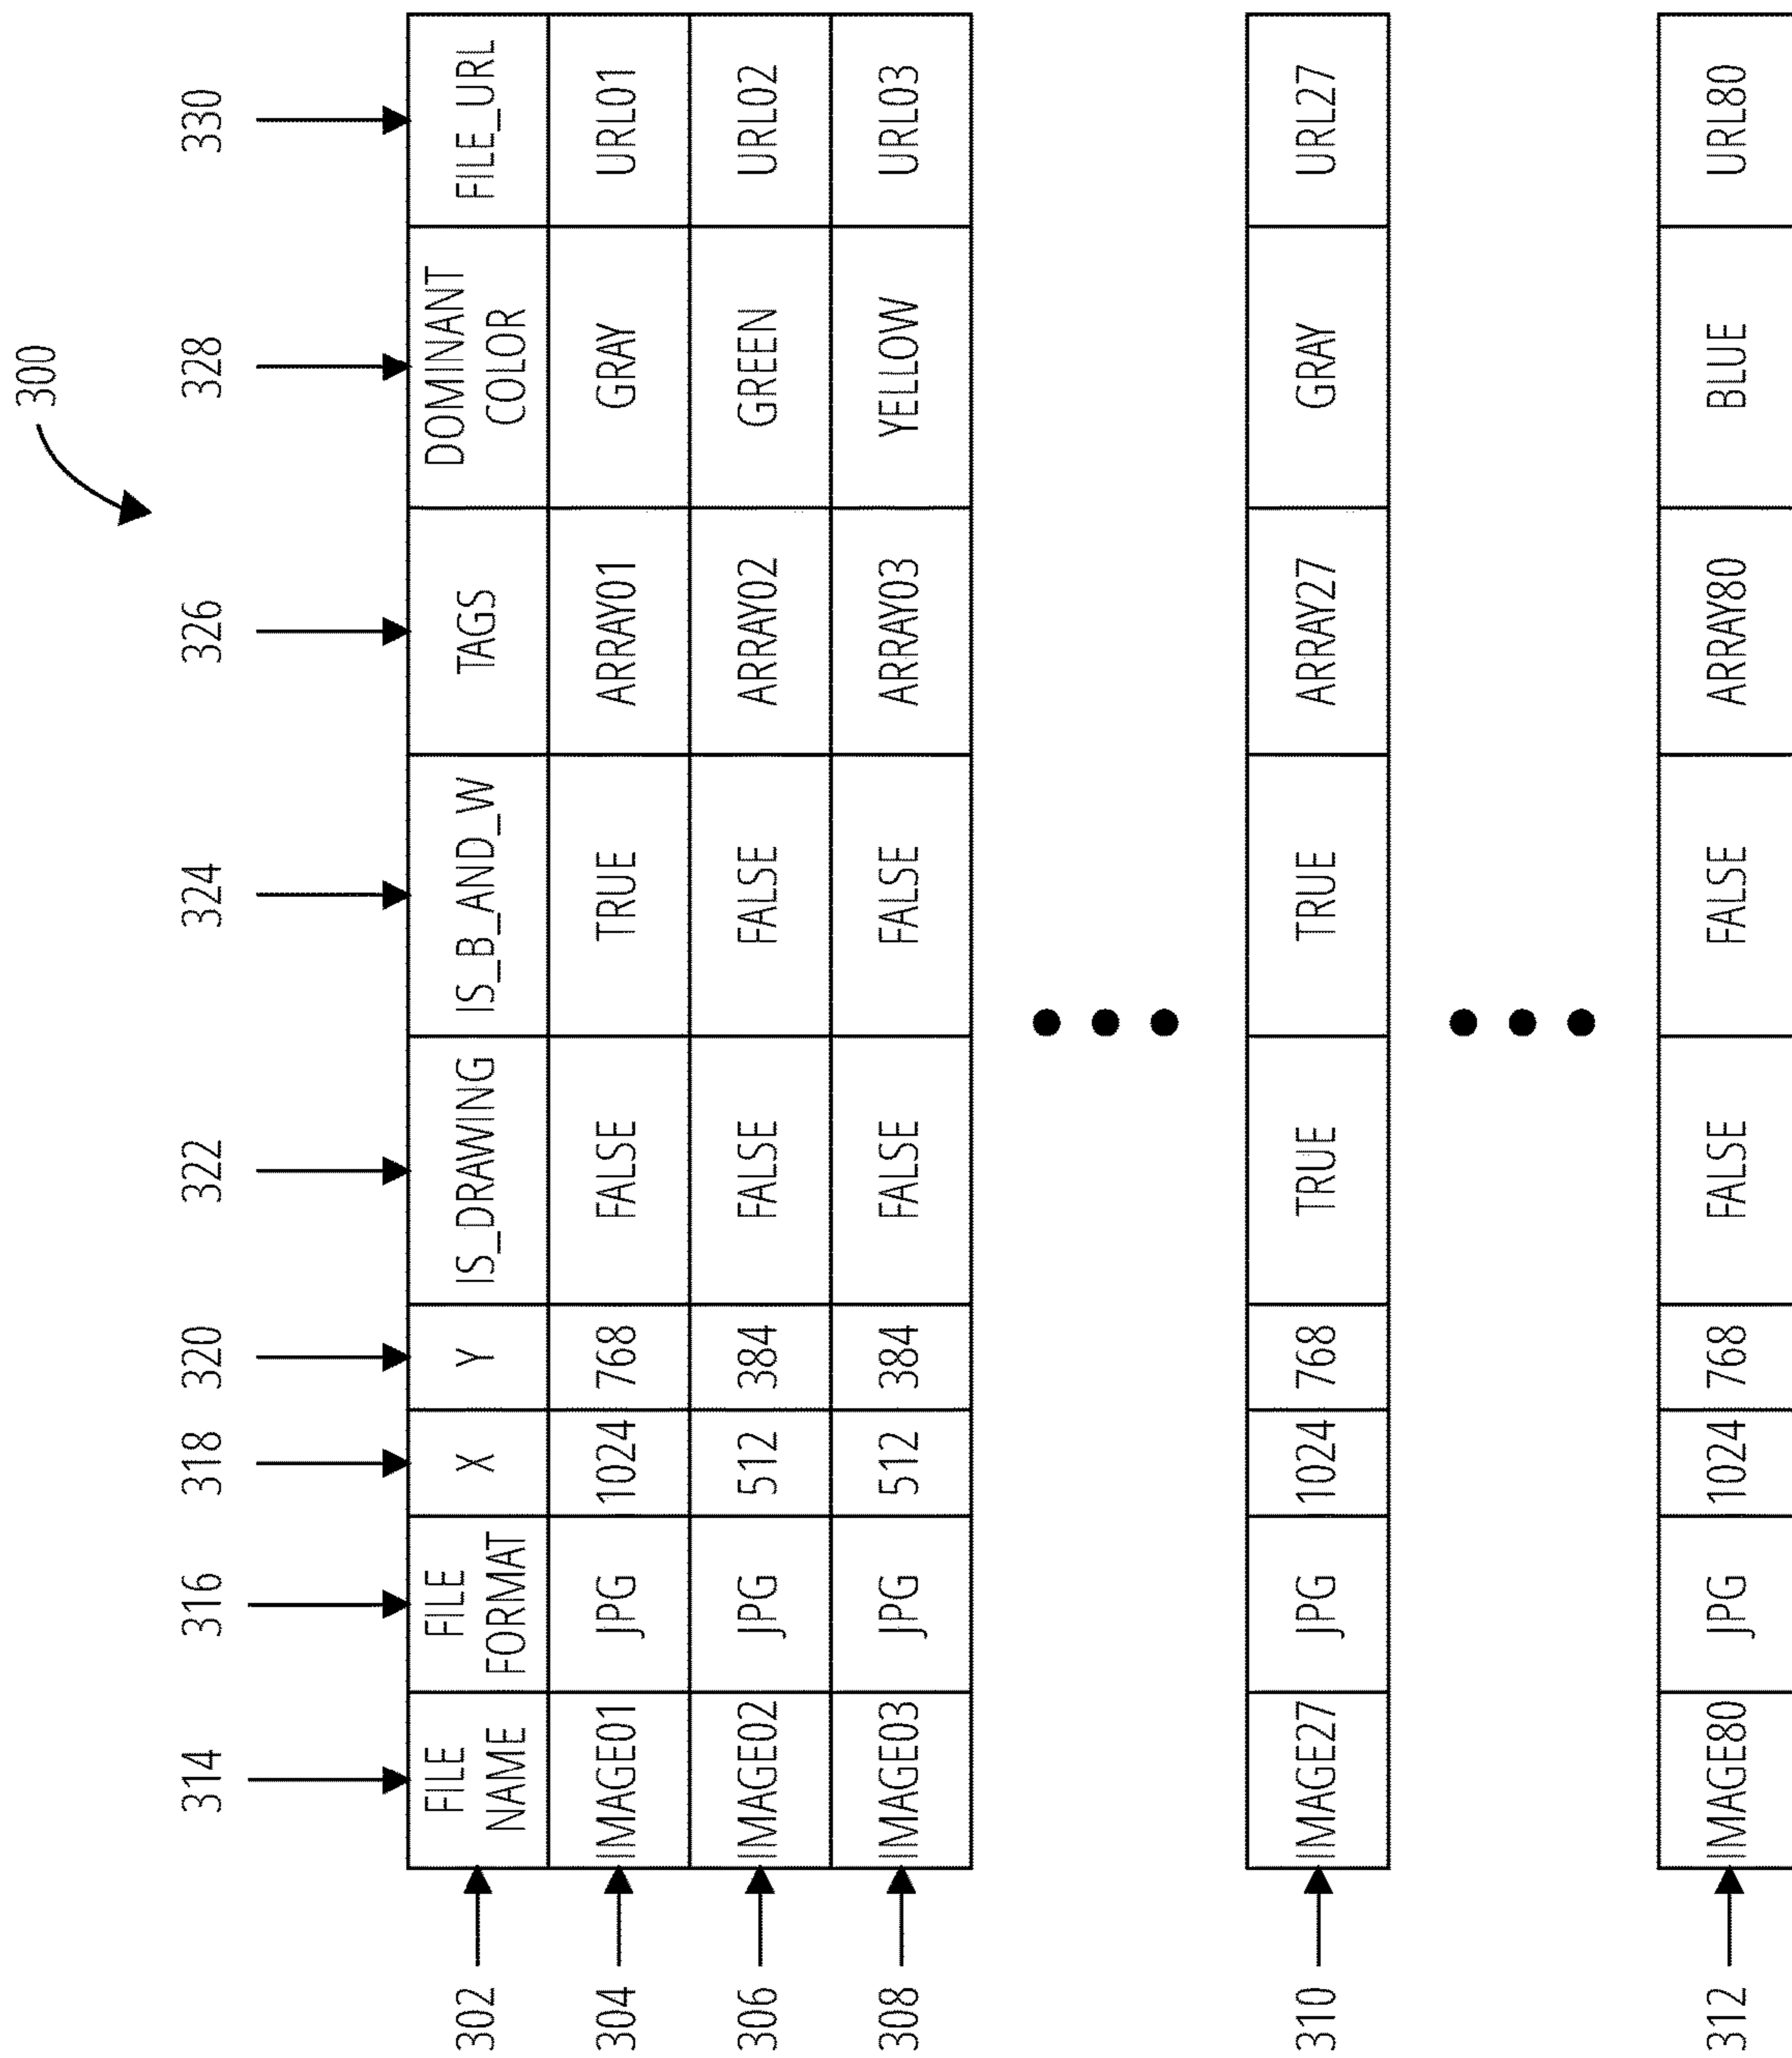 300
314 316 318 320 322 324 326 328 330
302 FILE NAME FILE FORMAT X Y IS_DRAWING IS_B_AND_W TAGS DOMINANT COLOR FILE_URL
304 IMAGE01 JPG 1024 768 FALSE TRUE ARRAY01 GRAY URL01
306 IMAGE02 JPG 512 384 FALSE FALSE ARRAY02 GREEN URL02
308 IMAGE03 JPG 512 384 FALSE FALSE ARRAY03 YELLOW URL03
310 IMAGE27 JPG 1024 768 TRUE TRUE ARRAY27 GRAY URL27
312 IMAGE80 JPG 1024 768 FALSE FALSE ARRAY80 BLUE URL80